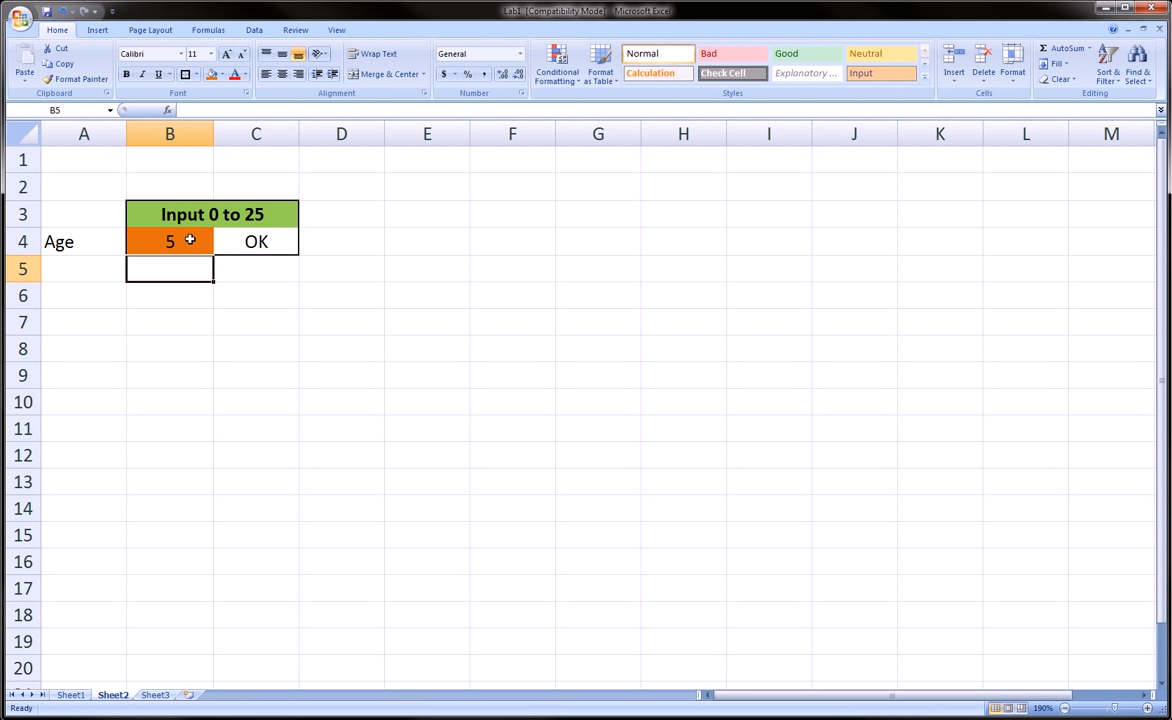 Lab1 [Compatibility Mode] - Microsoft Excel
Home Insert Page Layout Formulas Data Review View
Paste
Cut
Copy
Format Painter
Clipboard
Calibri 11
B I U
Font
Wrap Text
Merge & Center
Alignment
General
$ % ,
Number
Conditional Formatting
Format as Table
Normal Bad Good Neutral
Calculation Check Cell Explanatory ... Input
Styles
Insert Delete Format
Cells
AutoSum
Fill
Clear
Sort & Filter
Find & Select
Editing
B5 fx
A B C D E F G H I J K L M
1
2
3 Input 0 to 25
4 Age 5 OK
5
6
7
8
9
10
11
12
13
14
15
16
17
18
19
20
Sheet1 Sheet2 Sheet3
Ready 190%